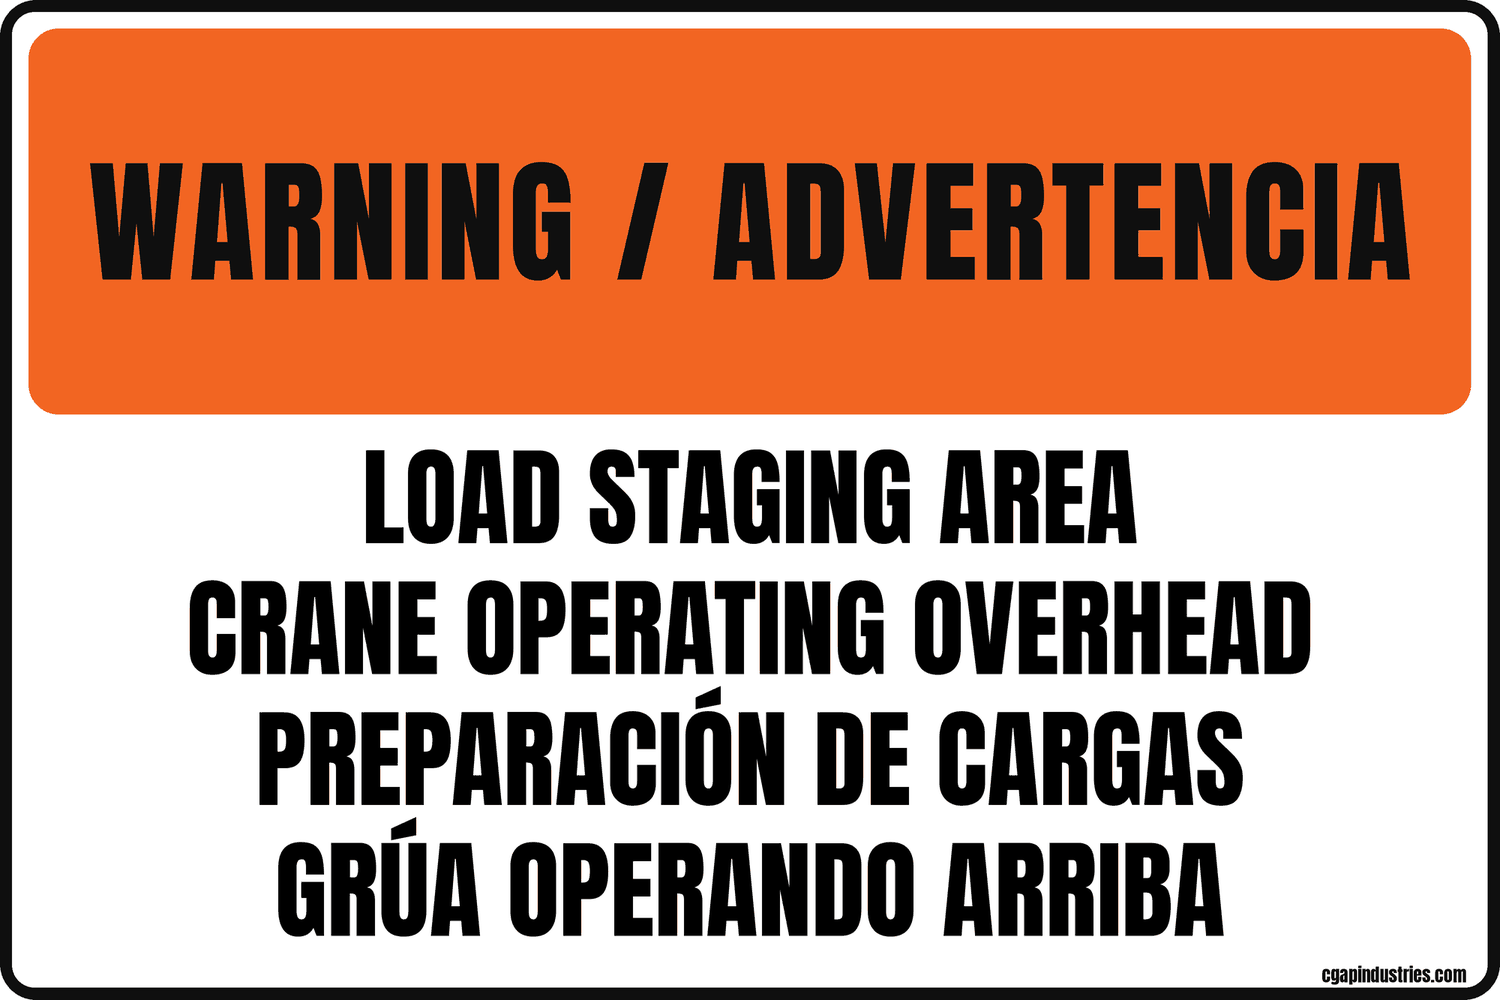 WARNING / ADVERTENCIA
LOAD STAGING AREA
CRANE OPERATING OVERHEAD
PREPARACIÓN DE CARGAS
GRÚA OPERANDO ARRIBA
cgapindustries.com